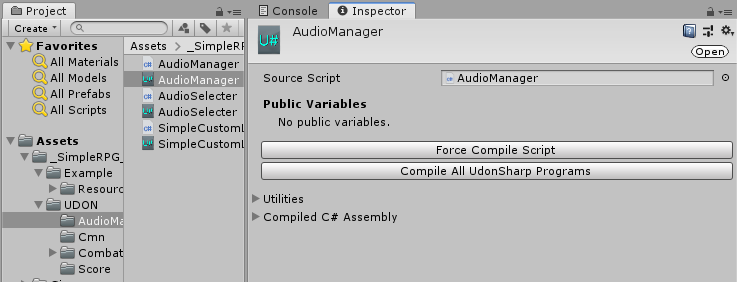 Project
Create
Favorites
All Materials
All Models
All Prefabs
All Scripts
Assets
_SimpleRPG_
Example
Resourc
UDON
AudioMa
Cmn
Combat
Score
Assets
_SimpleRP
AudioManager
AudioManager
AudioSelecter
AudioSelecter
SimpleCustomL
SimpleCustomL
Console
Inspector
U#
AudioManager
Open
Source Script
AudioManager
Public Variables
No public variables.
Force Compile Script
Compile All UdonSharp Programs
Utilities
Compiled C# Assembly